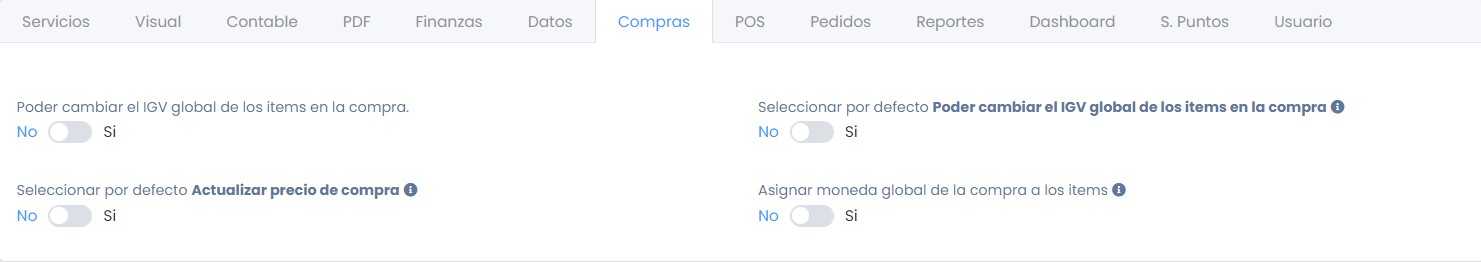 Servicios Visual Contable PDF Finanzas Datos Compras POS Pedidos Reportes Dashboard S. Puntos Usuario
Poder cambiar el IGV global de los items en la compra.
No Si
Seleccionar por defecto Poder cambiar el IGV global de los items en la compra
No Si
Seleccionar por defecto Actualizar precio de compra
No Si
Asignar moneda global de la compra a los items
No Si